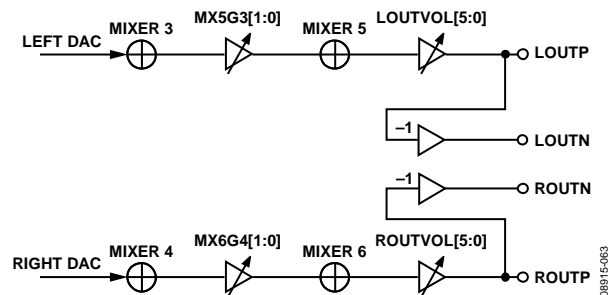 MIXER 3 MX5G3[1:0] MIXER 5 LOUTVOL[5:0]
LEFT DAC
LOUTP
–1
LOUTN
–1
ROUTN
MIXER 4 MX6G4[1:0] MIXER 6 ROUTVOL[5:0]
RIGHT DAC
ROUTP
08915-063